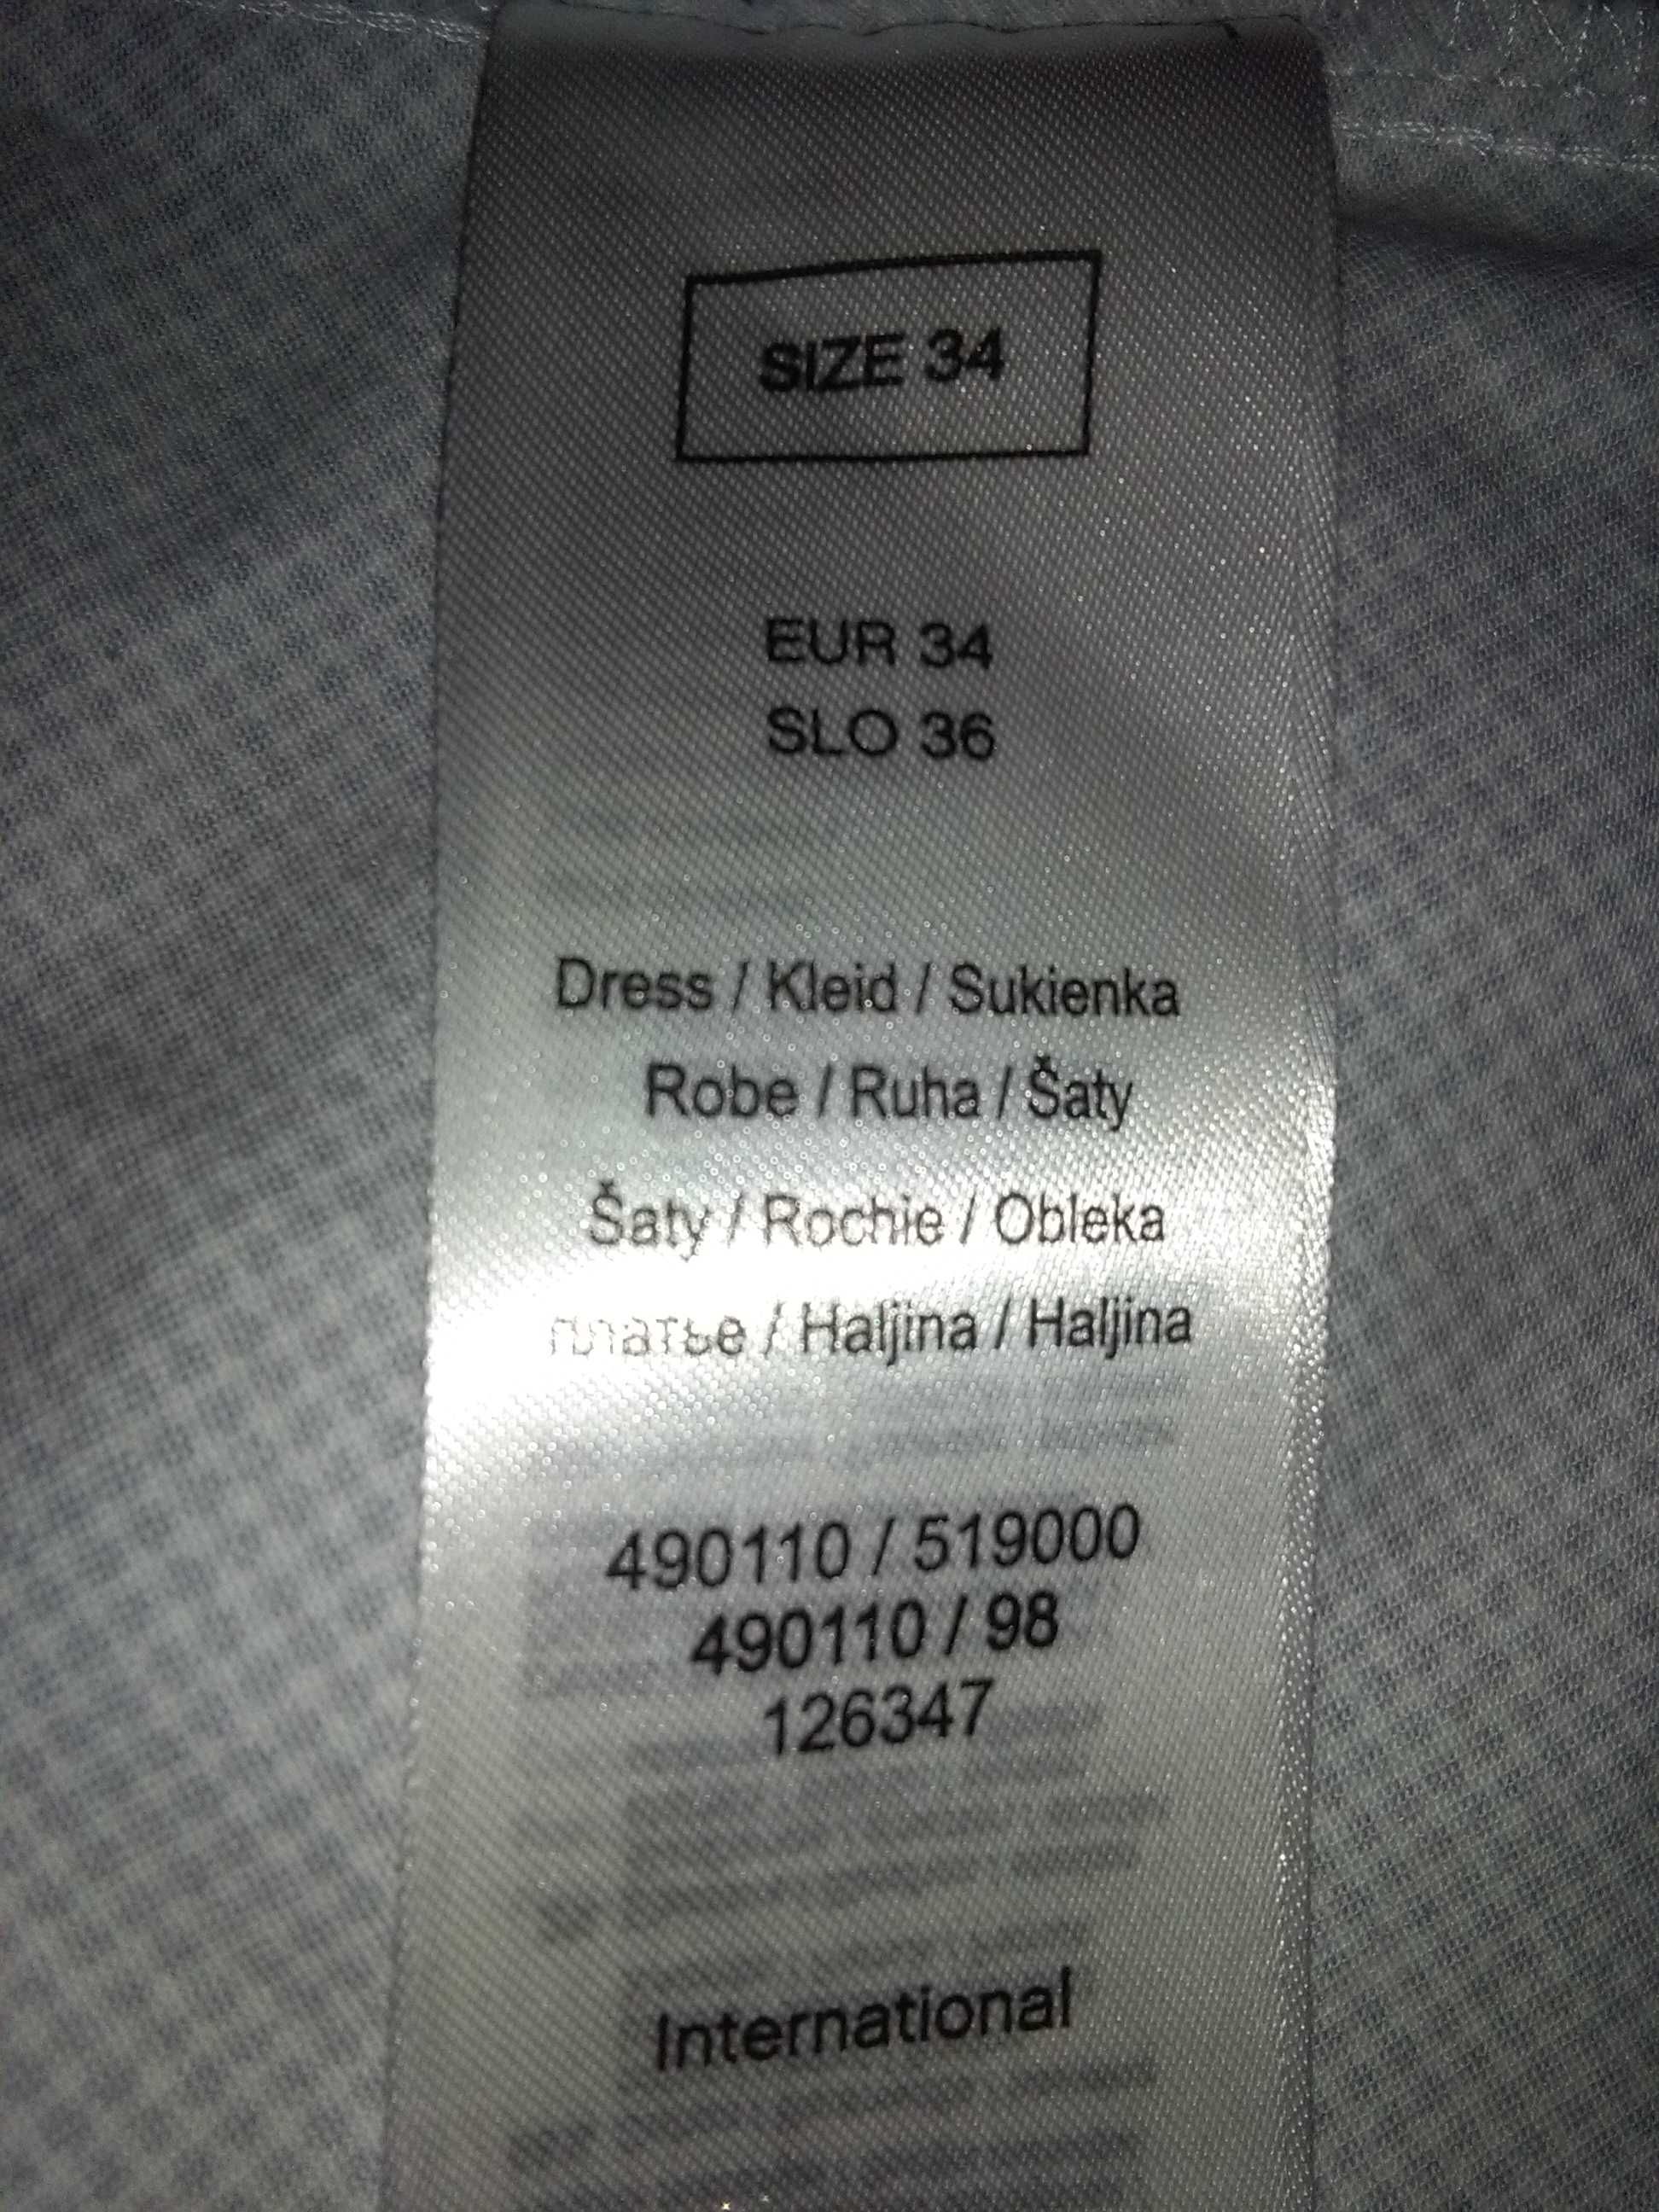 SIZE 34
EUR 34
SLO 36
Dress / Kleid / Sukienka
Robe / Ruha / Šaty
Šaty / Rochie / Obleka
платье / Haljina / Haljina
490110 / 519000
490110 / 98
126347
International